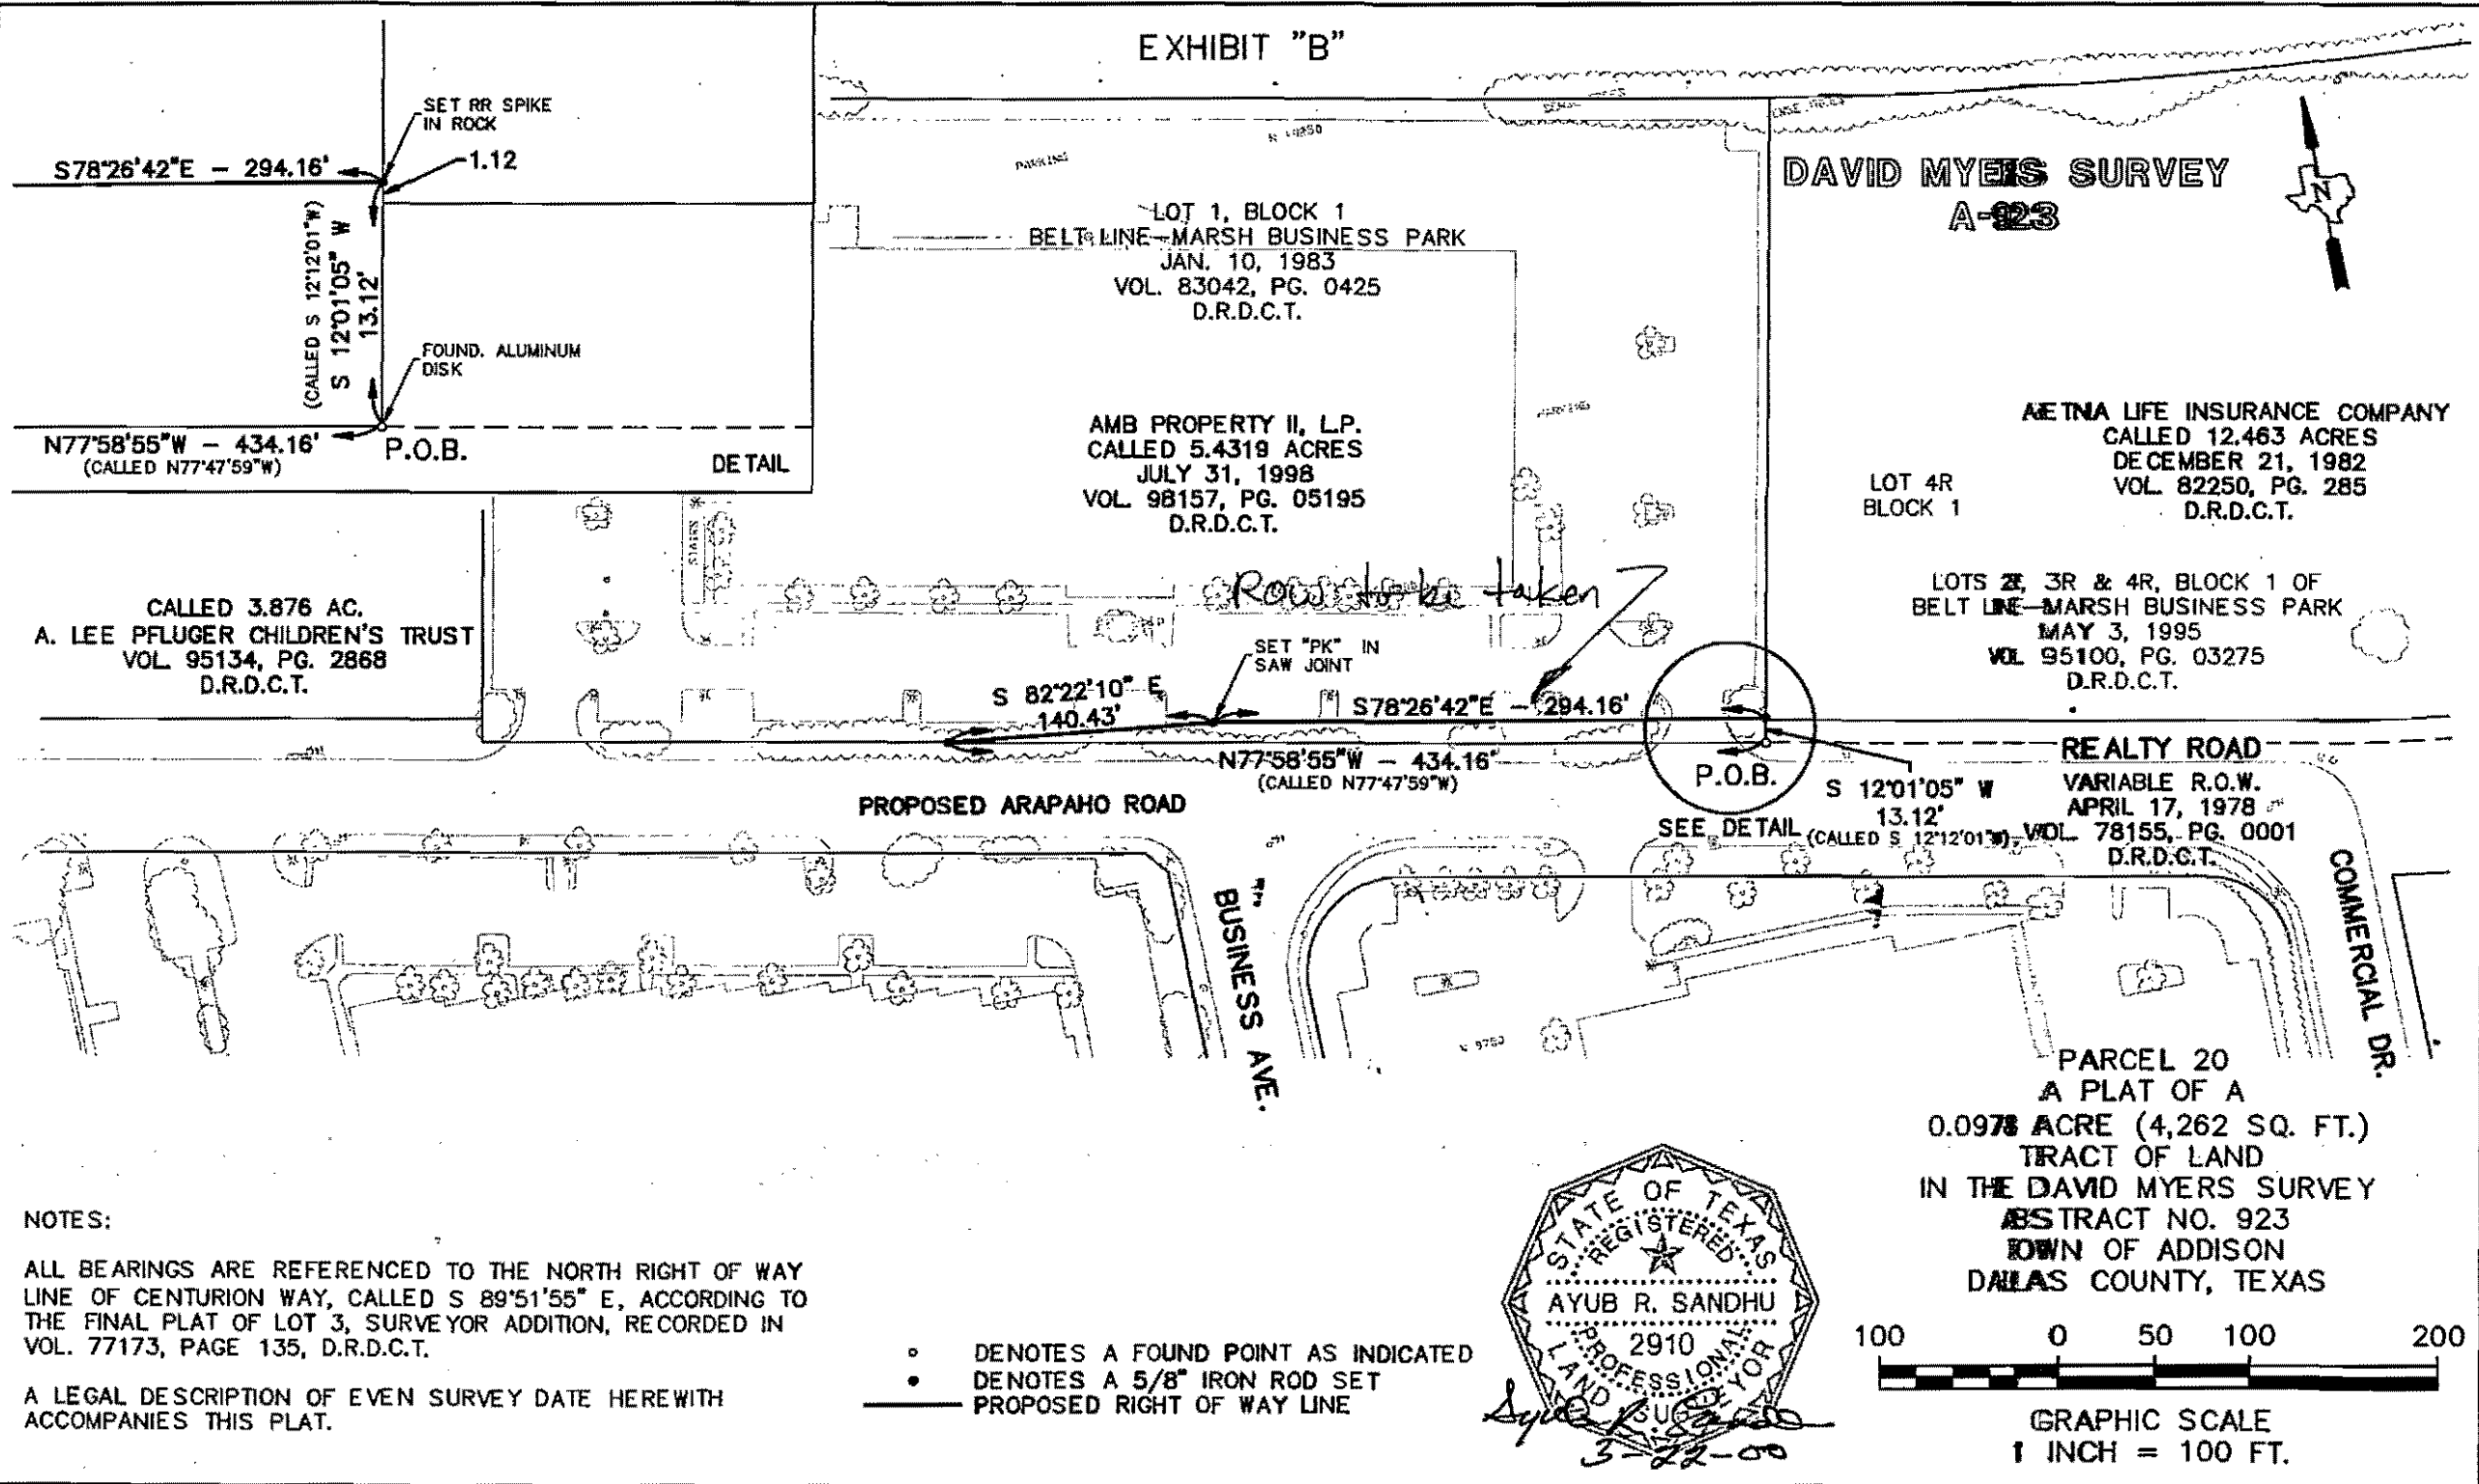 EXHIBIT "B"
SET RR SPIKE
IN ROCK
1.12
S78°26'42"E - 294.16'
(CALLED S 12°12'01"W)
S 12°01'05" W
13.12'
FOUND. ALUMINUM
DISK
N77°58'55"W - 434.16'
(CALLED N77°47'59"W)
P.O.B.
DETAIL
PARKING
LOT 1, BLOCK 1
BELT LINE-MARSH BUSINESS PARK
JAN. 10, 1983
VOL. 83042, PG. 0425
D.R.D.C.T.
DAVID MYERS SURVEY
A-923
N
AMB PROPERTY II, L.P.
CALLED 5.4319 ACRES
JULY 31, 1998
VOL. 98157, PG. 05195
D.R.D.C.T.
PARKING
AETNA LIFE INSURANCE COMPANY
CALLED 12.463 ACRES
DECEMBER 21, 1982
VOL. 82250, PG. 285
D.R.D.C.T.
LOT 4R
BLOCK 1
STAIRS
CALLED 3.876 AC.
A. LEE PFLUGER CHILDREN'S TRUST
VOL. 95134, PG. 2868
D.R.D.C.T.
Row to be taken
LOTS 3R & 4R, BLOCK 1 OF
BELT LINE-MARSH BUSINESS PARK
MAY 3, 1995
VOL 95100, PG. 03275
D.R.D.C.T.
SET "PK" IN
SAW JOINT
S 82°22'10" E
140.43'
S78°26'42"E - 294.16'
N77°58'55"W - 434.16'
(CALLED N77°47'59"W)
P.O.B.
SEE DETAIL
S 12°01'05" W
13.12'
(CALLED S 12°12'01"W)
REALTY ROAD
VARIABLE R.O.W.
APRIL 17, 1978
VOL. 78155, PG. 0001
D.R.D.C.T.
PROPOSED ARAPAHO ROAD
BUSINESS AVE.
COMMERCIAL DR.
PARCEL 20
A PLAT OF A
0.0978 ACRE (4,262 SQ. FT.)
TRACT OF LAND
IN THE DAVID MYERS SURVEY
ABSTRACT NO. 923
TOWN OF ADDISON
DALLAS COUNTY, TEXAS
NOTES:
ALL BEARINGS ARE REFERENCED TO THE NORTH RIGHT OF WAY
LINE OF CENTURION WAY, CALLED S 89°51'55" E, ACCORDING TO
THE FINAL PLAT OF LOT 3, SURVEYOR ADDITION, RECORDED IN
VOL. 77173, PAGE 135, D.R.D.C.T.
A LEGAL DESCRIPTION OF EVEN SURVEY DATE HEREWITH
ACCOMPANIES THIS PLAT.
DENOTES A FOUND POINT AS INDICATED
DENOTES A 5/8" IRON ROD SET
PROPOSED RIGHT OF WAY LINE
STATE OF TEXAS
REGISTERED
AYUB R. SANDHU
2910
PROFESSIONAL
LAND SURVEYOR
3-22-00
100 0 50 100 200
GRAPHIC SCALE
1 INCH = 100 FT.